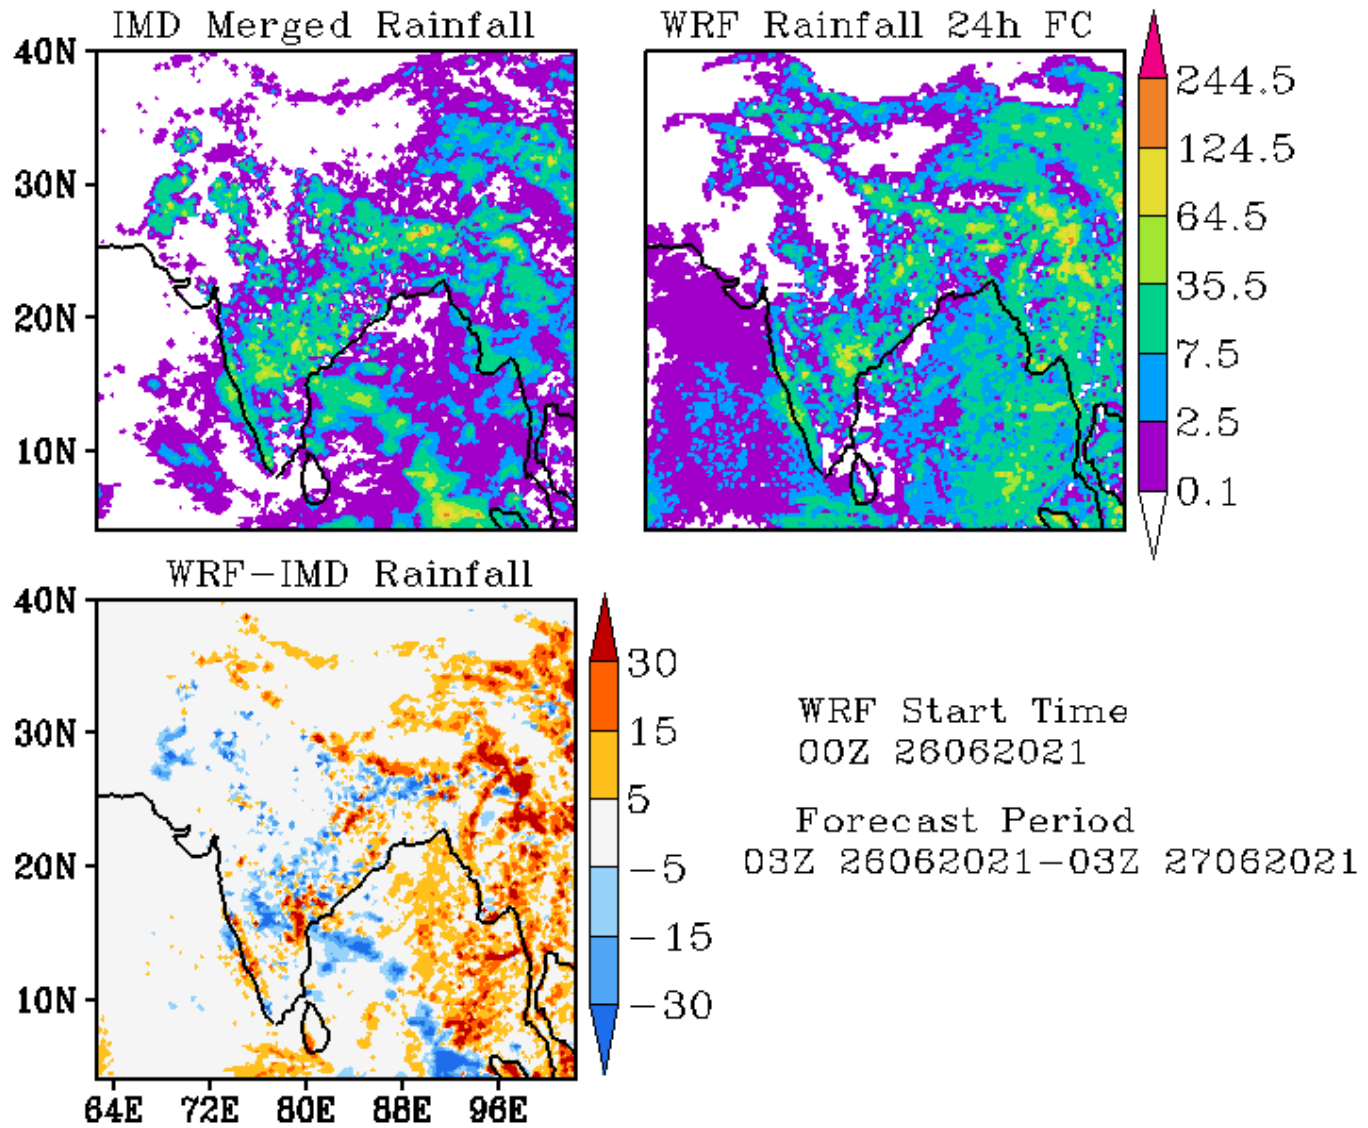 IMD Merged Rainfall
WRF Rainfall 24h FC
40N
30N
20N
10N
244.5
124.5
64.5
35.5
7.5
2.5
0.1
WRF-IMD Rainfall
40N
30N
20N
10N
64E 72E 80E 88E 96E
30
15
5
-5
-15
-30
WRF Start Time
00Z 26062021
Forecast Period
03Z 26062021-03Z 27062021